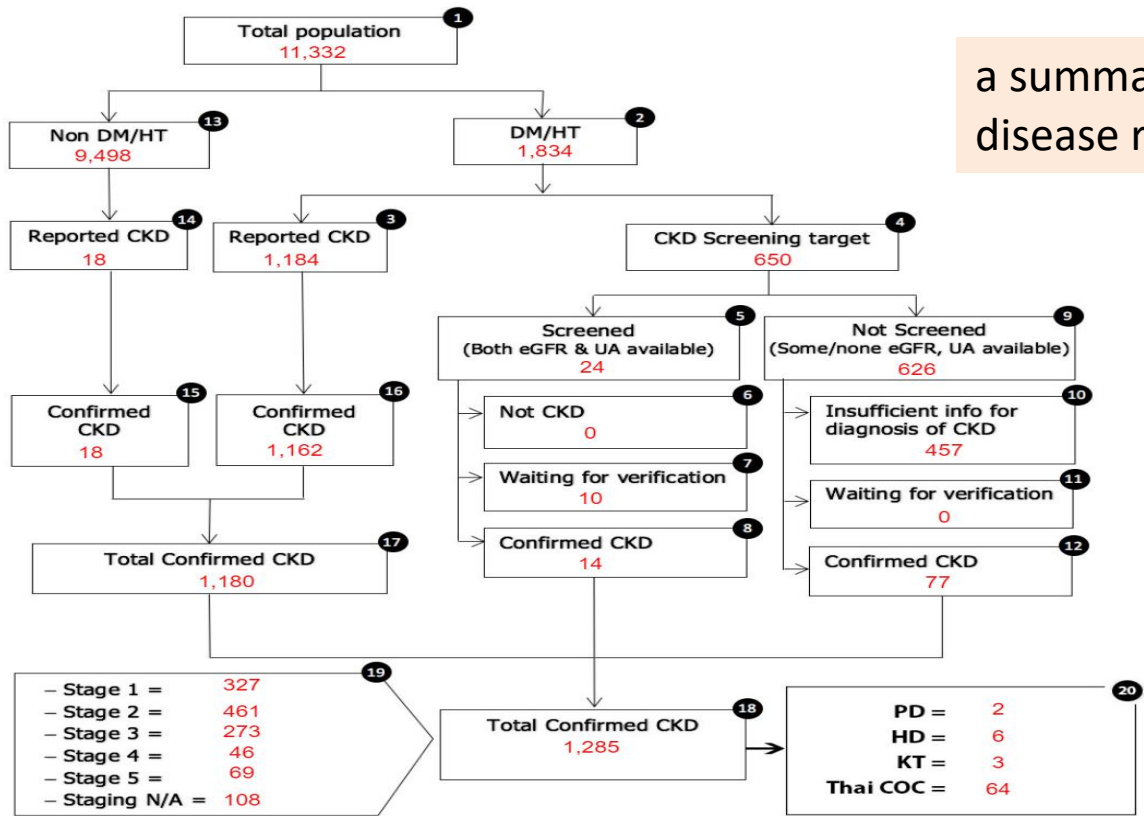 1
Total population
11,332
a summa
disease r
13
Non DM/HT
9,498
2
DM/HT
1,834
14
Reported CKD
18
3
Reported CKD
1,184
4
CKD Screening target
650
5
Screened
(Both eGFR & UA available)
24
9
Not Screened
(Some/none eGFR, UA available)
626
15
Confirmed
CKD
18
16
Confirmed
CKD
1,162
6
Not CKD
0
10
Insufficient info for
diagnosis of CKD
457
7
Waiting for verification
10
11
Waiting for verification
0
17
Total Confirmed CKD
1,180
8
Confirmed CKD
14
12
Confirmed CKD
77
19
– Stage 1 = 327
– Stage 2 = 461
– Stage 3 = 273
– Stage 4 = 46
– Stage 5 = 69
– Staging N/A = 108
18
Total Confirmed CKD
1,285
20
PD = 2
HD = 6
KT = 3
Thai COC = 64